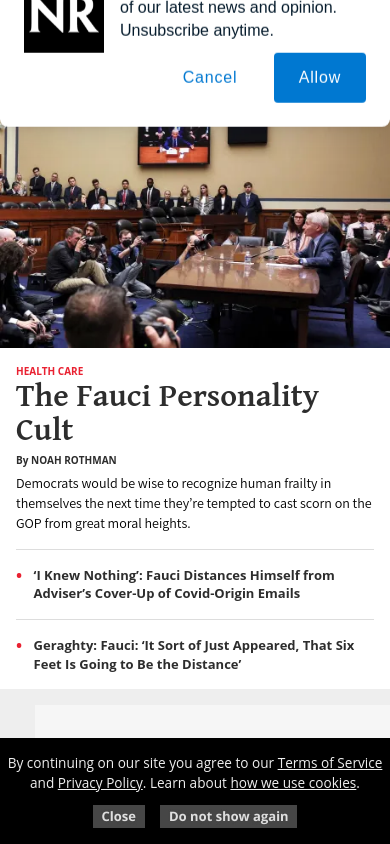 NR
of our latest news and opinion.
Unsubscribe anytime.
Cancel
Allow
HEALTH CARE
The Fauci Personality
Cult
By NOAH ROTHMAN
Democrats would be wise to recognize human frailty in
themselves the next time they’re tempted to cast scorn on the
GOP from great moral heights.
• ‘I Knew Nothing’: Fauci Distances Himself from
Adviser’s Cover-Up of Covid-Origin Emails
• Geraghty: Fauci: ‘It Sort of Just Appeared, That Six
Feet Is Going to Be the Distance’
By continuing on our site you agree to our Terms of Service
and Privacy Policy. Learn about how we use cookies.
Close
Do not show again